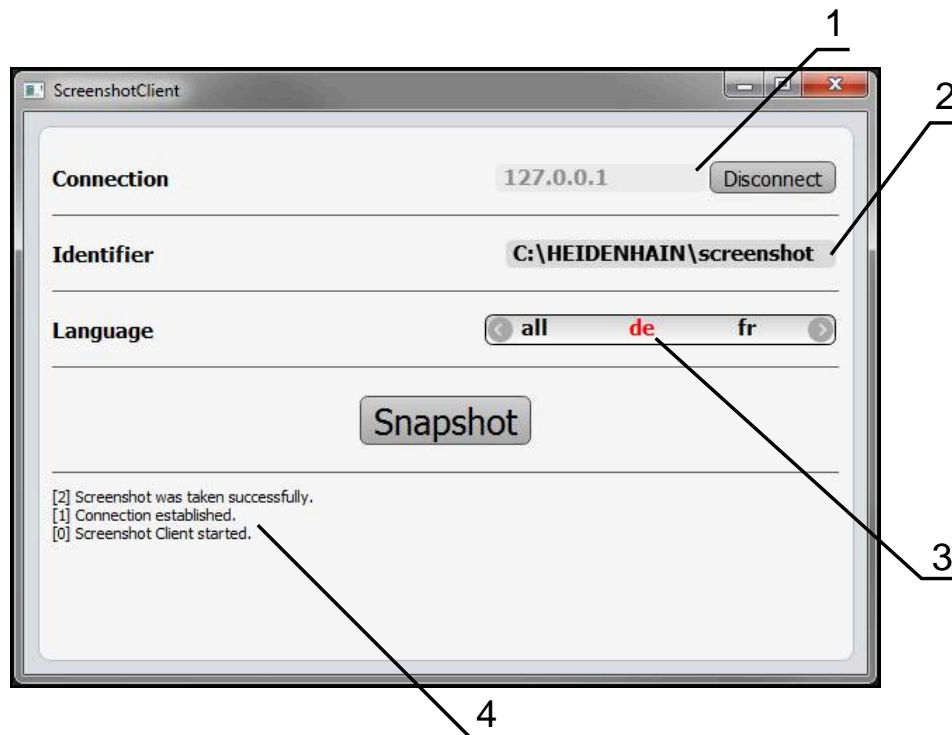 1
ScreenshotClient
2
Connection 127.0.0.1 Disconnect
Identifier C:\HEIDENHAIN\screenshot
Language all de fr
Snapshot
[2] Screenshot was taken successfully.
[1] Connection established.
[0] Screenshot Client started.
3
4